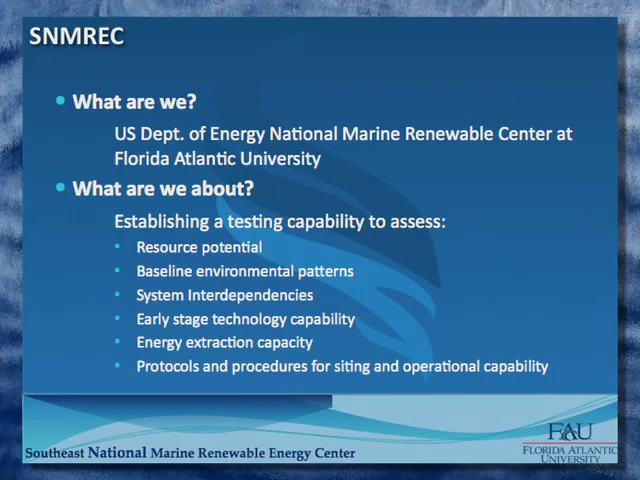 SNMREC
• What are we?
US Dept. of Energy National Marine Renewable Center at
Florida Atlantic University
• What are we about?
Establishing a testing capability to assess:
• Resource potential
• Baseline environmental patterns
• System Interdependencies
• Early stage technology capability
• Energy extraction capacity
• Protocols and procedures for siting and operational capability
Southeast National Marine Renewable Energy Center
FAU
FLORIDA ATLANTIC
UNIVERSITY